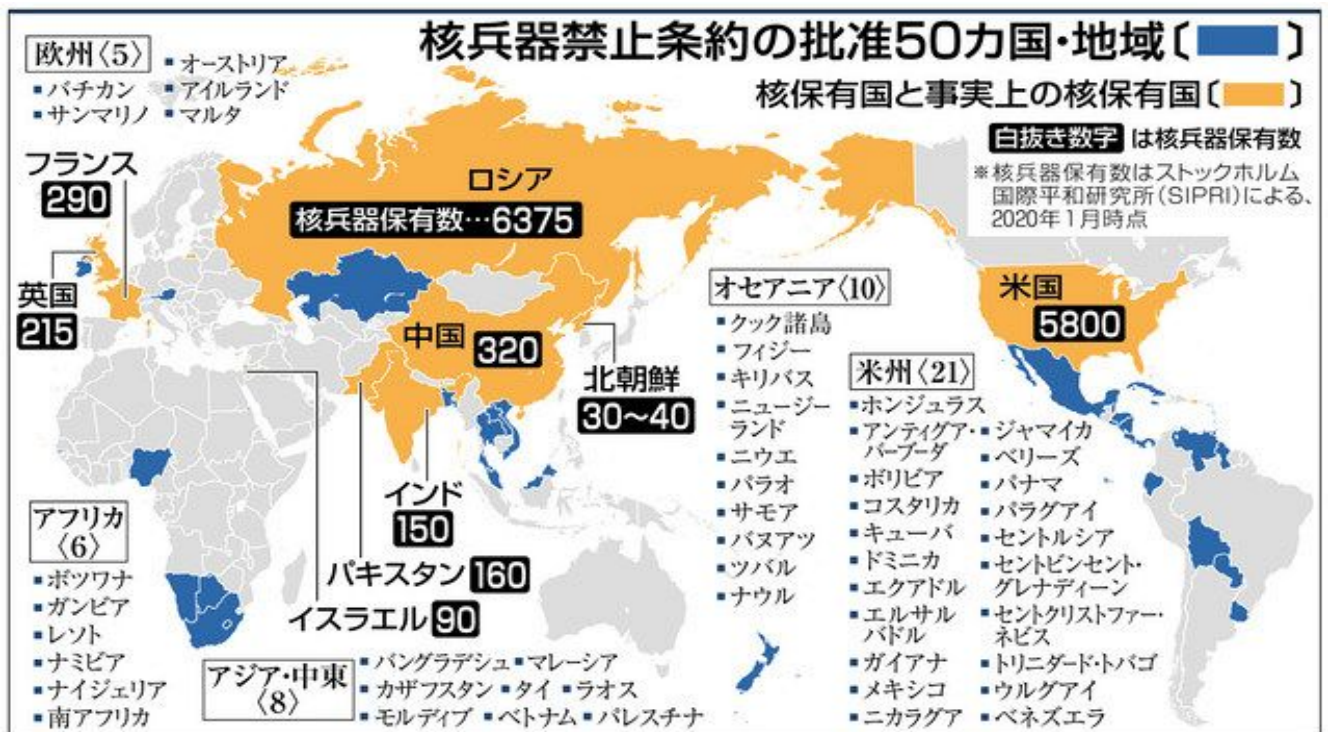 核兵器禁止条約の批准50カ国・地域〔 〕
核保有国と事実上の核保有国〔 〕
白抜き数字 は核兵器保有数
※核兵器保有数はストックホルム
国際平和研究所(SIPRI)による、
2020年1月時点
欧州〈5〉
▪バチカン
▪サンマリノ
▪オーストリア
▪アイルランド
▪マルタ
フランス
290
英国
215
ロシア
核兵器保有数…6375
中国 320
北朝鮮
30〜40
インド
150
パキスタン 160
イスラエル 90
米国
5800
アフリカ
〈6〉
▪ボツワナ
▪ガンビア
▪レソト
▪ナミビア
▪ナイジェリア
▪南アフリカ
アジア・中東
〈8〉
▪バングラデシュ ▪マレーシア
▪カザフスタン ▪タイ ▪ラオス
▪モルディブ ▪ベトナム ▪パレスチナ
オセアニア〈10〉
▪クック諸島
▪フィジー
▪キリバス
▪ニュージー
ランド
▪ニウエ
▪パラオ
▪サモア
▪バヌアツ
▪ツバル
▪ナウル
米州〈21〉
▪ホンジュラス
▪アンティグア・
バーブーダ
▪ボリビア
▪コスタリカ
▪キューバ
▪ドミニカ
▪エクアドル
▪エルサル
バドル
▪ガイアナ
▪メキシコ
▪ニカラグア
▪ジャマイカ
▪ベリーズ
▪パナマ
▪パラグアイ
▪セントルシア
▪セントビンセント・
グレナディーン
▪セントクリストファー・
ネビス
▪トリニダード・トバゴ
▪ウルグアイ
▪ベネズエラ